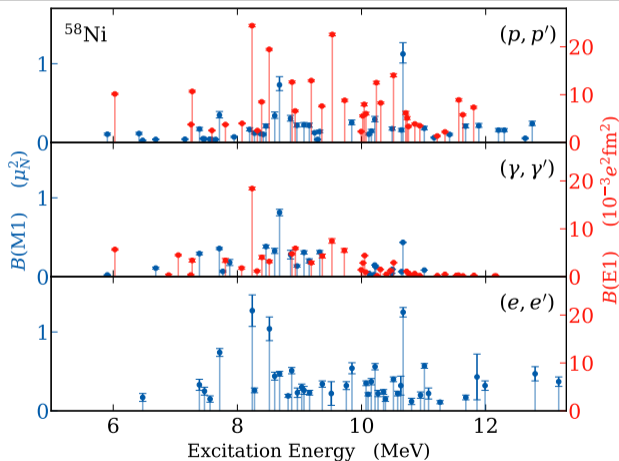 ⁵⁸Ni
(p, p′)
1
0
20
10
0
(γ, γ′)
1
0
20
10
0
(e, e′)
1
0
20
10
0
B(M1) (μ²_N)
B(E1) (10⁻³e²fm²)
6 8 10 12
Excitation Energy (MeV)